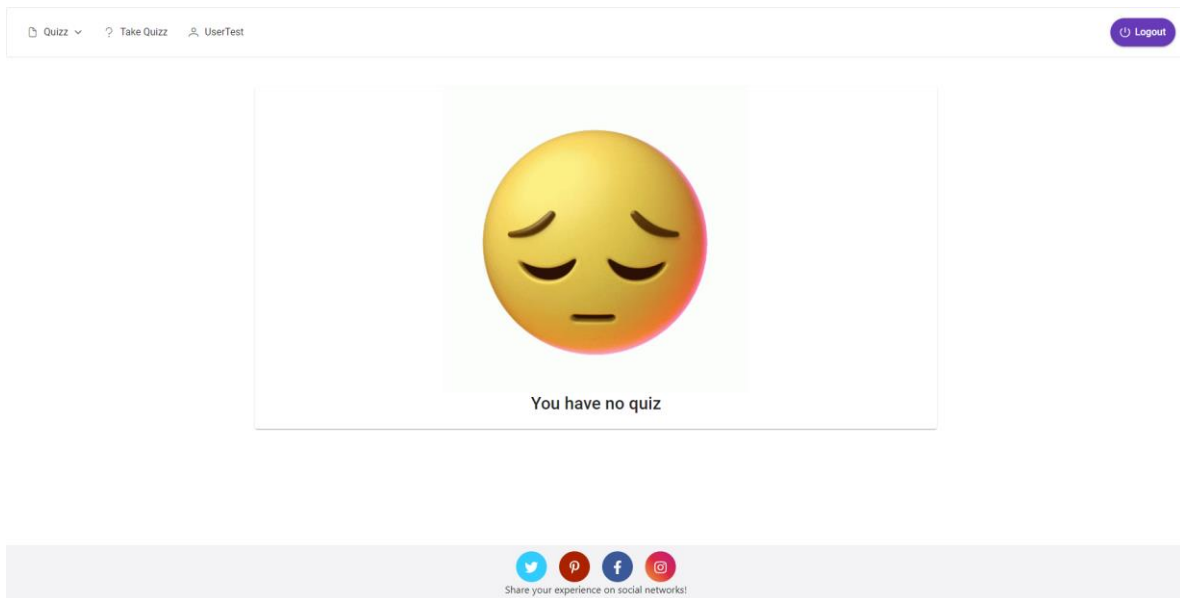 Quizz
Take Quizz
UserTest
Logout
You have no quiz
Share your experience on social networks!